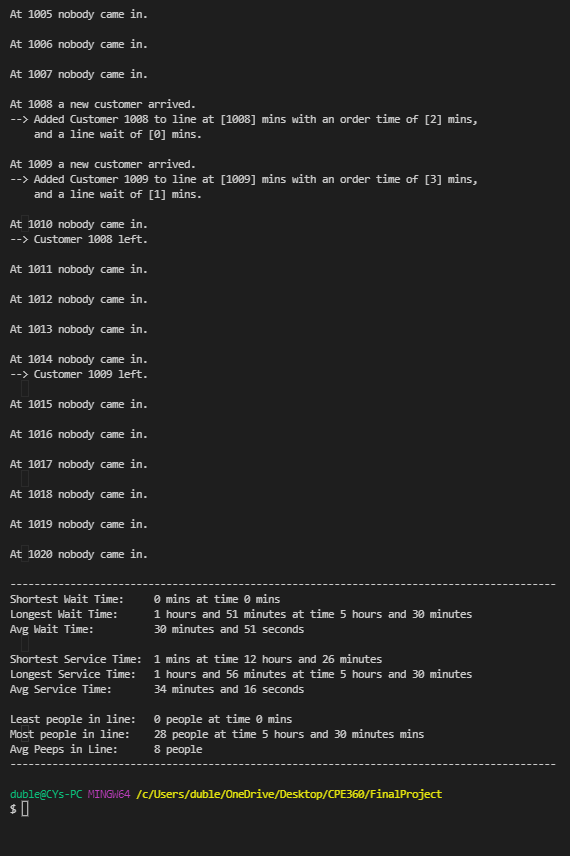 At 1005 nobody came in.
At 1006 nobody came in.
At 1007 nobody came in.
At 1008 a new customer arrived.
--> Added Customer 1008 to line at [1008] mins with an order time of [2] mins,
and a line wait of [0] mins.
At 1009 a new customer arrived.
--> Added Customer 1009 to line at [1009] mins with an order time of [3] mins,
and a line wait of [1] mins.
At 1010 nobody came in.
--> Customer 1008 left.
At 1011 nobody came in.
At 1012 nobody came in.
At 1013 nobody came in.
At 1014 nobody came in.
--> Customer 1009 left.
At 1015 nobody came in.
At 1016 nobody came in.
At 1017 nobody came in.
At 1018 nobody came in.
At 1019 nobody came in.
At 1020 nobody came in.
-------------------------------------------------------------------------------------------
Shortest Wait Time: 0 mins at time 0 mins
Longest Wait Time: 1 hours and 51 minutes at time 5 hours and 30 minutes
Avg Wait Time: 30 minutes and 51 seconds
Shortest Service Time: 1 mins at time 12 hours and 26 minutes
Longest Service Time: 1 hours and 56 minutes at time 5 hours and 30 minutes
Avg Service Time: 34 minutes and 16 seconds
Least people in line: 0 people at time 0 mins
Most people in line: 28 people at time 5 hours and 30 minutes mins
Avg Peeps in Line: 8 people
-------------------------------------------------------------------------------------------
duble@CYs-PC MINGW64 /c/Users/duble/OneDrive/Desktop/CPE360/FinalProject
$